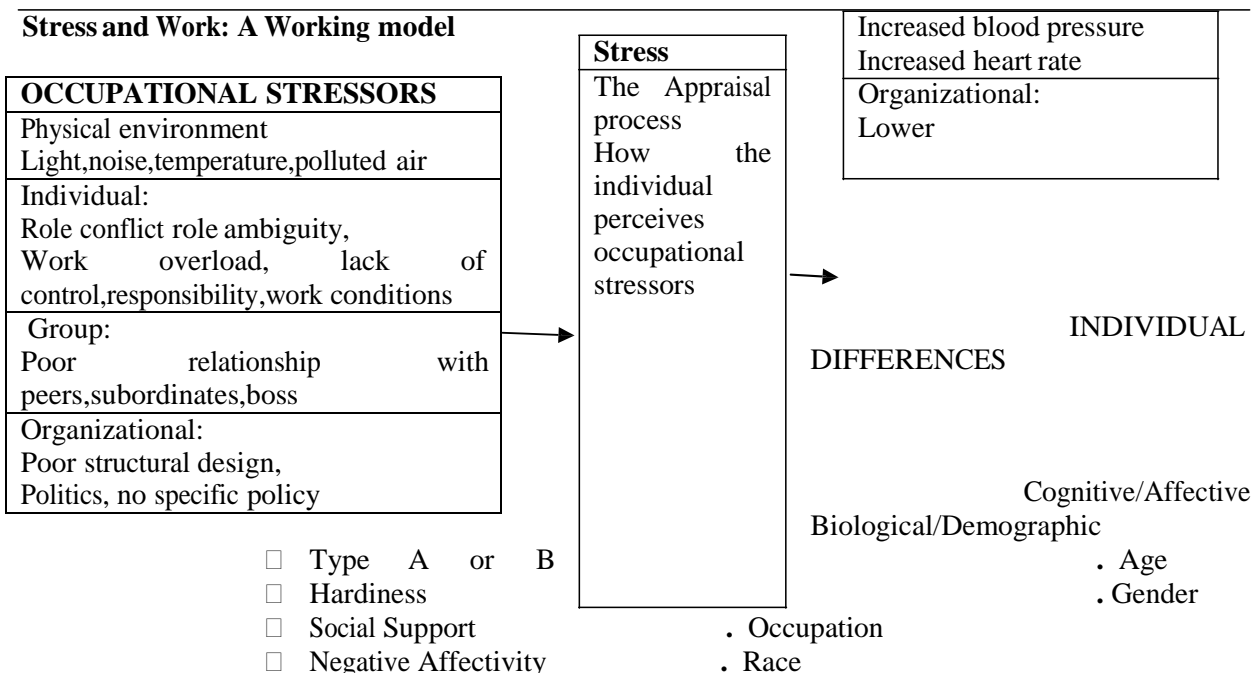 Stress and Work: A Working model
OCCUPATIONAL STRESSORS
Physical environment
Light,noise,temperature,polluted air
Individual:
Role conflict role ambiguity,
Work overload, lack of
control,responsibility,work conditions
Group:
Poor relationship with
peers,subordinates,boss
Organizational:
Poor structural design,
Politics, no specific policy
Stress
The Appraisal
process
How the
individual
perceives
occupational
stressors
Increased blood pressure
Increased heart rate
Organizational:
Lower
INDIVIDUAL
DIFFERENCES
Cognitive/Affective
Biological/Demographic
Type A or B . Age
Hardiness . Gender
Social Support . Occupation
Negative Affectivity . Race